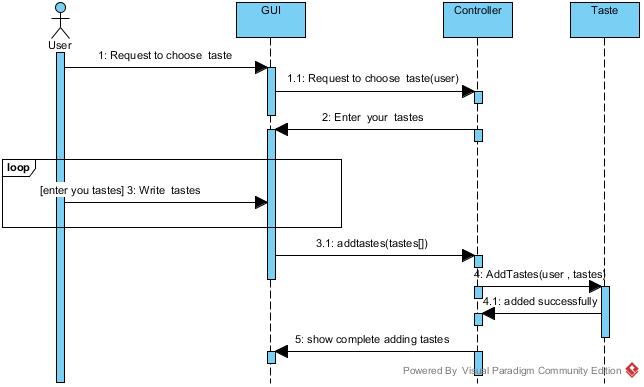 GUI
Controller
Taste
User
1: Request to choose taste
1.1: Request to choose taste(user)
2: Enter your tastes
loop
[enter you tastes] 3: Write tastes
3.1: addtastes(tastes[])
4: AddTastes(user , tastes)
4.1: added successfully
5: show complete adding tastes
Powered By Visual Paradigm Community Edition